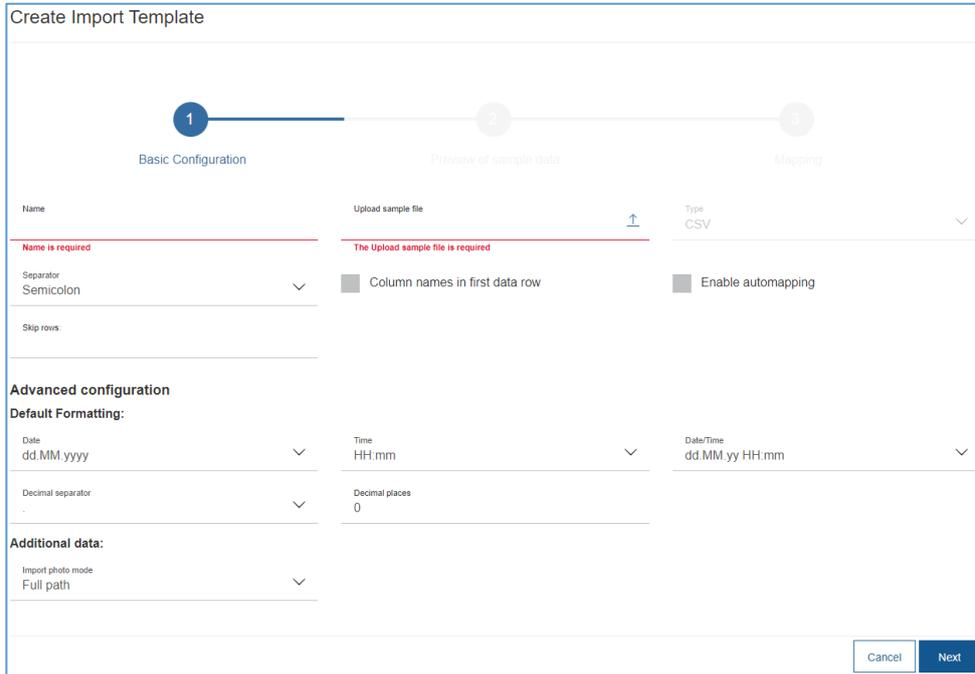 Create Import Template
1
2
3
Basic Configuration
Preview of sample data
Mapping
Name
Upload sample file
Type
CSV
Name is required
The Upload sample file is required
Separator
Semicolon
Column names in first data row
Enable automapping
Skip rows:
Advanced configuration
Default Formatting:
Date
dd.MM.yyyy
Time
HH:mm
Date/Time
dd.MM.yy HH:mm
Decimal separator
.
Decimal places
0
Additional data:
Import photo mode
Full path
Cancel
Next